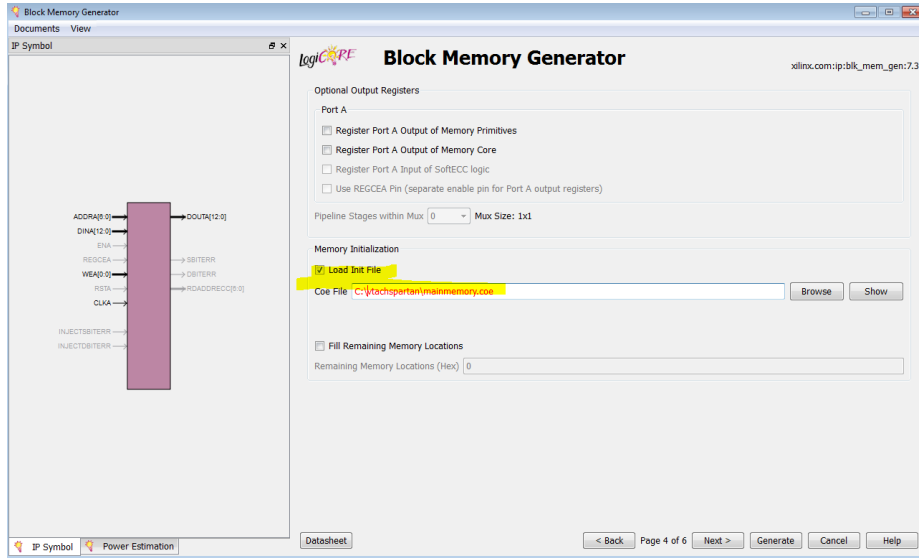 Block Memory Generator
Documents View
IP Symbol
LogiCORE
Block Memory Generator
xilinx.com:ip:blk_mem_gen:7.3
Optional Output Registers
Port A
Register Port A Output of Memory Primitives
Register Port A Output of Memory Core
Register Port A Input of SoftECC logic
Use REGCEA Pin (separate enable pin for Port A output registers)
Pipeline Stages within Mux 0 Mux Size: 1x1
Memory Initialization
Load Init File
Coe File C:\vtachspartan\mainmemory.coe Browse Show
Fill Remaining Memory Locations
Remaining Memory Locations (Hex) 0
ADDRA[6:0] DOUTA[12:0]
DINA[12:0]
ENA
REGCEA SBITERR
WEA[0:0] DBITERR
RSTA RDADDRECC[6:0]
CLKA
INJECTSBITERR
INJECTDBITERR
IP Symbol Power Estimation
Datasheet < Back Page 4 of 6 Next > Generate Cancel Help